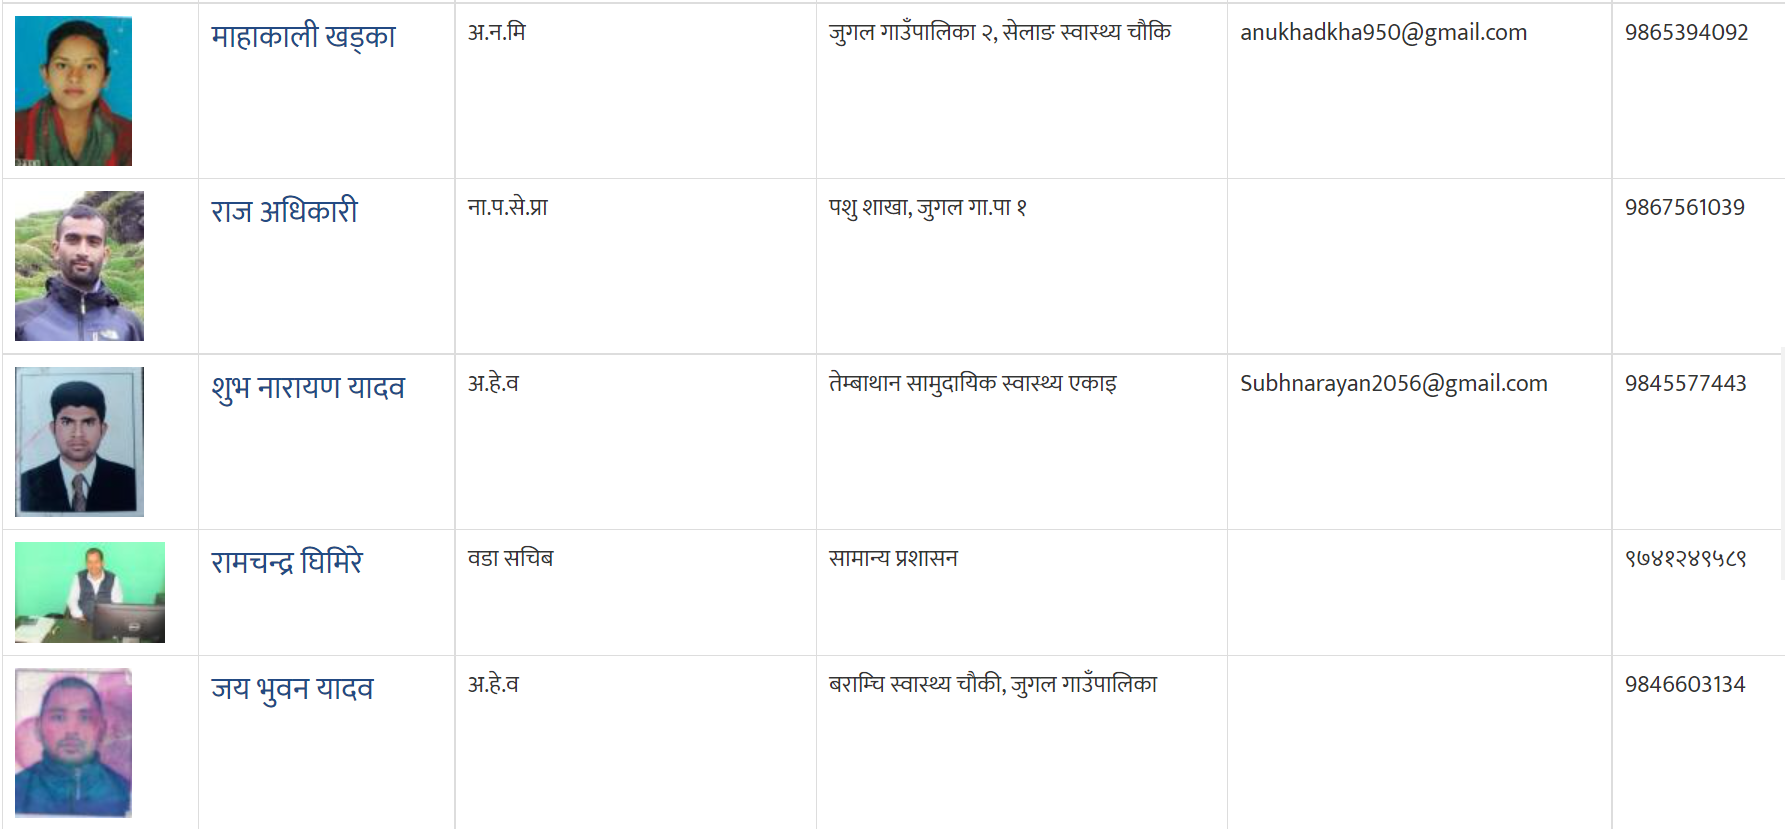 माहाकाली खड्का
अ.न.मि
जुगल गाउँपालिका २, सेलाङ स्वास्थ्य चौकि
anukhadkha950@gmail.com
9865394092
राज अधिकारी
ना.प.से.प्रा
पशु शाखा, जुगल गा.पा १
9867561039
शुभ नारायण यादव
अ.हे.व
तेम्बाथान सामुदायिक स्वास्थ्य एकाइ
Subhnarayan2056@gmail.com
9845577443
रामचन्द्र घिमिरे
वडा सचिब
सामान्य प्रशासन
९७४१२४९५८९
जय भुवन यादव
अ.हे.व
बराम्चि स्वास्थ्य चौकी, जुगल गाउँपालिका
9846603134